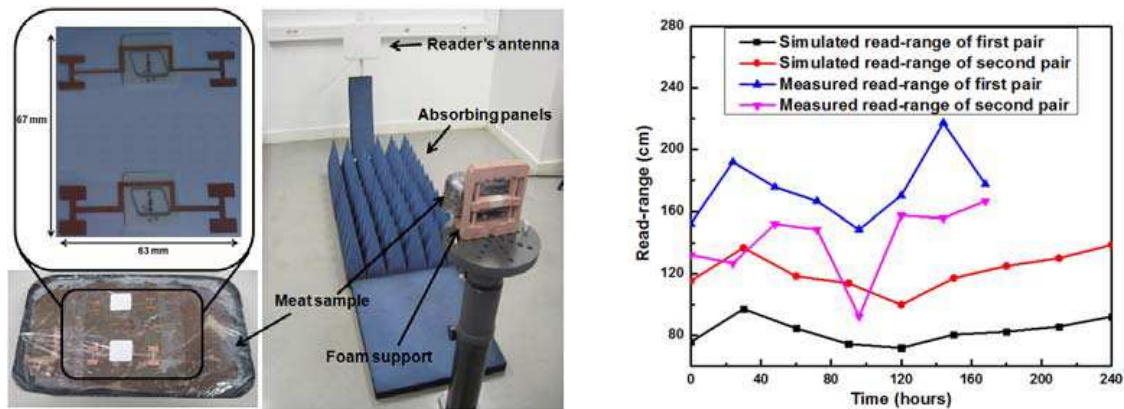 67 mm
63 mm
Reader's antenna
Absorbing panels
Meat sample
Foam support
Simulated read-range of first pair
Simulated read-range of second pair
Measured read-range of first pair
Measured read-range of second pair
Read-range (cm)
260
240
200
160
120
80
0 40 80 120 160 200 240
Time (hours)